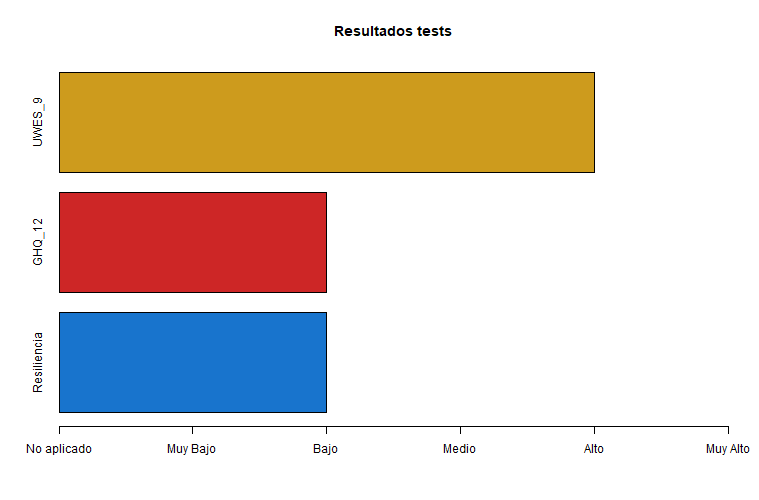 Resultados tests
UWES_9
GHQ_12
Resiliencia
No aplicado
Muy Bajo
Bajo
Medio
Alto
Muy Alto